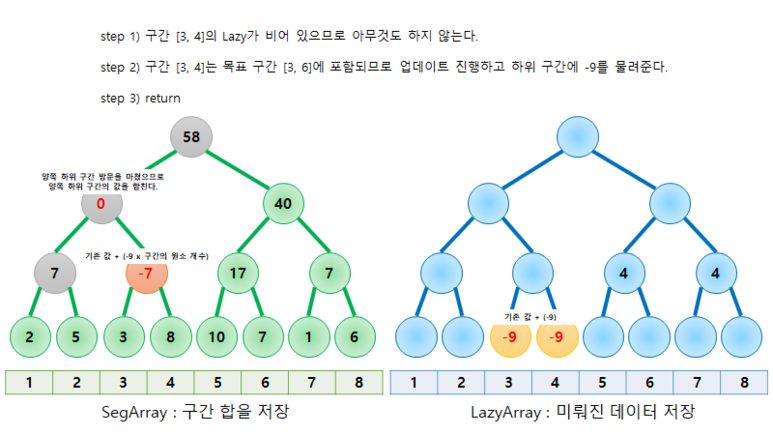 step 1) 구간 [3, 4]의 Lazy가 비어 있으므로 아무것도 하지 않는다.
step 2) 구간 [3, 4]는 목표 구간 [3, 6]에 포함되므로 업데이트 진행하고 하위 구간에 -9를 물려준다.
step 3) return
58
양쪽 하위 구간 방문을 마쳤으므로
양쪽 하위 구간의 값을 합친다.
0
40
기존 값 + (-9 x 구간의 원소 개수)
7
-7
17
7
4
4
기존 값 + (-9)
2 5 3 8 10 7 1 6
-9 -9
1 2 3 4 5 6 7 8
1 2 3 4 5 6 7 8
SegArray : 구간 합을 저장
LazyArray : 미뤄진 데이터 저장